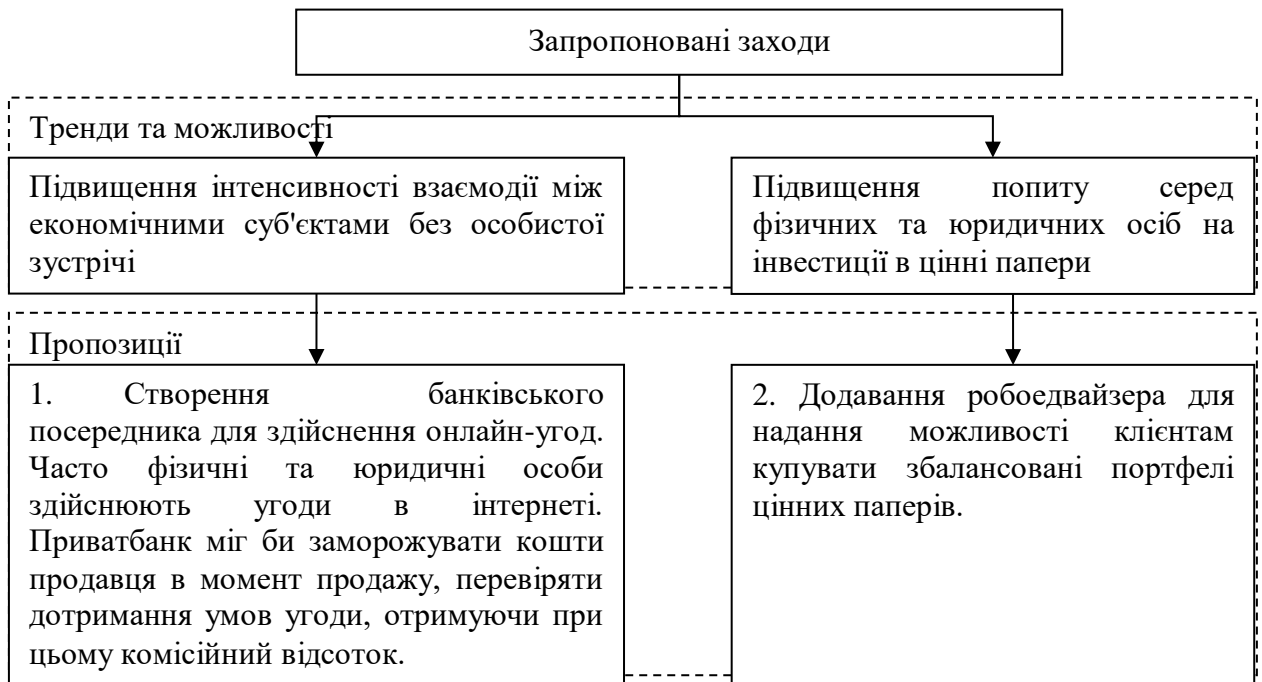 Запропоновані заходи
Тренди та можливості
Підвищення інтенсивності взаємодії між
економічними суб'єктами без особистої
зустрічі
Підвищення попиту серед
фізичних та юридичних осіб на
інвестиції в цінні папери
Пропозиції
1. Створення банківського
посередника для здійснення онлайн-угод.
Часто фізичні та юридичні особи
здійснюють угоди в інтернеті.
Приватбанк міг би заморожувати кошти
продавця в момент продажу, перевіряти
дотримання умов угоди, отримуючи при
цьому комісійний відсоток.
2. Додавання робоедвайзера для
надання можливості клієнтам
купувати збалансовані портфелі
цінних паперів.